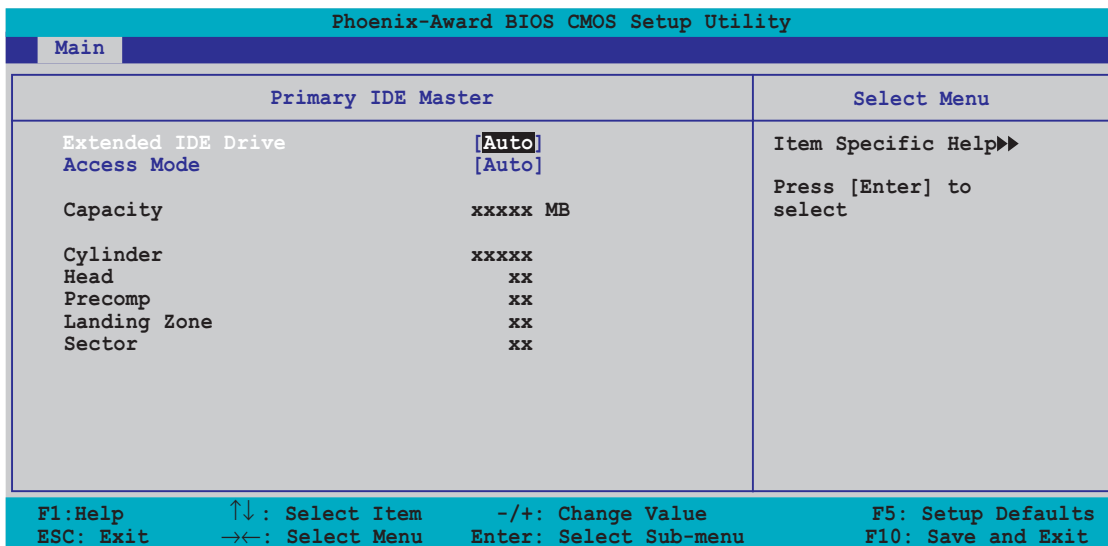 Phoenix-Award BIOS CMOS Setup Utility
Main
Primary IDE Master
Select Menu
Extended IDE Drive [Auto]
Access Mode [Auto]
Capacity xxxxx MB
Cylinder xxxxx
Head xx
Precomp xx
Landing Zone xx
Sector xx
Item Specific Help▶▶
Press [Enter] to
select
F1:Help ↑↓: Select Item -/+: Change Value F5: Setup Defaults
ESC: Exit →←: Select Menu Enter: Select Sub-menu F10: Save and Exit